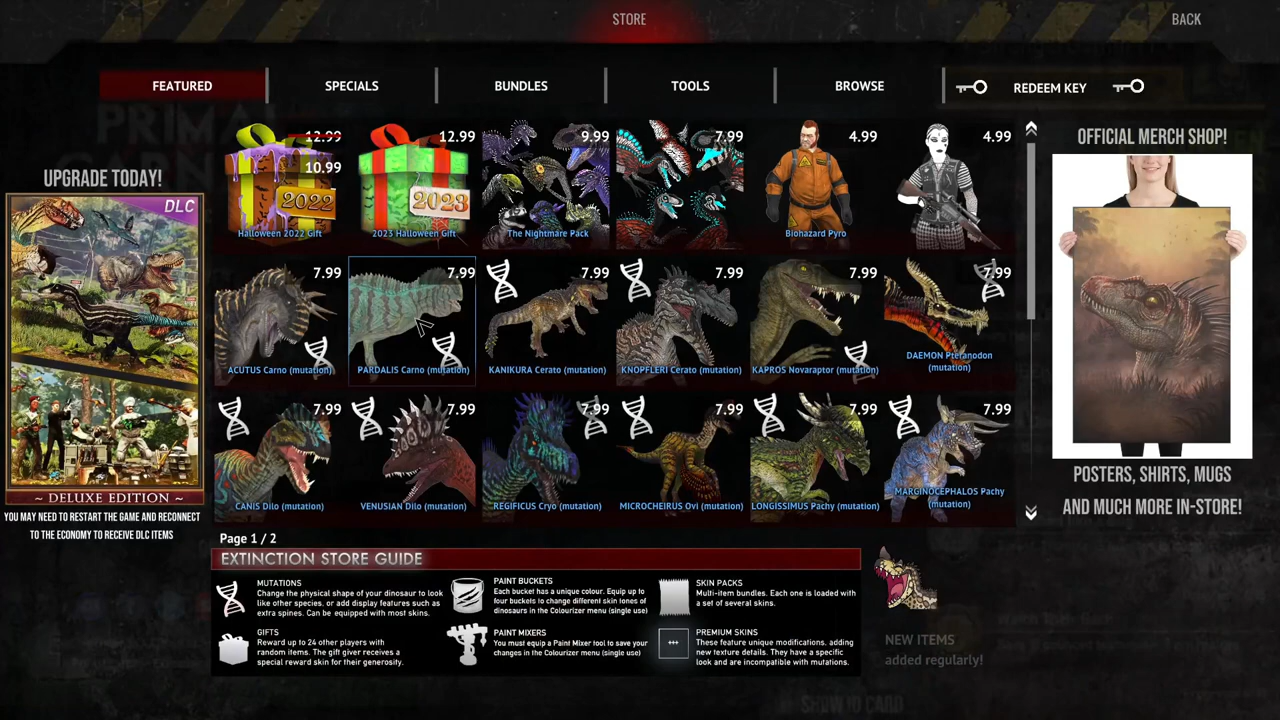 STORE
BACK
FEATURED
SPECIALS
BUNDLES
TOOLS
BROWSE
REDEEM KEY
UPGRADE TODAY!
DLC
~ DELUXE EDITION ~
YOU MAY NEED TO RESTART THE GAME AND RECONNECT
TO THE ECONOMY TO RECEIVE DLC ITEMS
12.99
10.99
2022
Halloween 2022 Gift
12.99
2023
2023 Halloween Gift
9.99
The Nightmare Pack
7.99
4.99
Biohazard Pyro
4.99
7.99
ACUTUS Carno (mutation)
7.99
PARDALIS Carno (mutation)
7.99
KANIKURA Cerato (mutation)
7.99
KNOPFLERI Cerato (mutation)
7.99
KAPROS Novaraptor (mutation)
7.99
DAEMON Pteranodon
(mutation)
7.99
CANIS Dilo (mutation)
7.99
VENUSIAN Dilo (mutation)
7.99
REGIFICUS Cryo (mutation)
7.99
MICROCHEIRUS Ovi (mutation)
7.99
LONGISSIMUS Pachy (mutation)
7.99
MARGINOCEPHALOS Pachy
(mutation)
OFFICIAL MERCH SHOP!
POSTERS, SHIRTS, MUGS
AND MUCH MORE IN-STORE!
Page 1 / 2
EXTINCTION STORE GUIDE
MUTATIONS
Change the physical shape of your dinosaur to look
like other species, or add display features such as
extra spines. Can be equipped with most skins.
GIFTS
Reward up to 24 other players with
random items. The gift giver receives a
special reward skin for their generosity.
PAINT BUCKETS
Each bucket has a unique colour. Equip up to
four buckets to change different skin tones of
dinosaurs in the Colourizer menu (single use)
PAINT MIXERS
You must equip a Paint Mixer tool to save your
changes in the Colourizer menu (single use)
SKIN PACKS
Multi-item bundles. Each one is loaded with
a set of several skins.
PREMIUM SKINS
These feature unique modifications, adding
new texture details. They have a specific
look and are incompatible with mutations.
NEW ITEMS
added regularly!
SHOW ID CARD